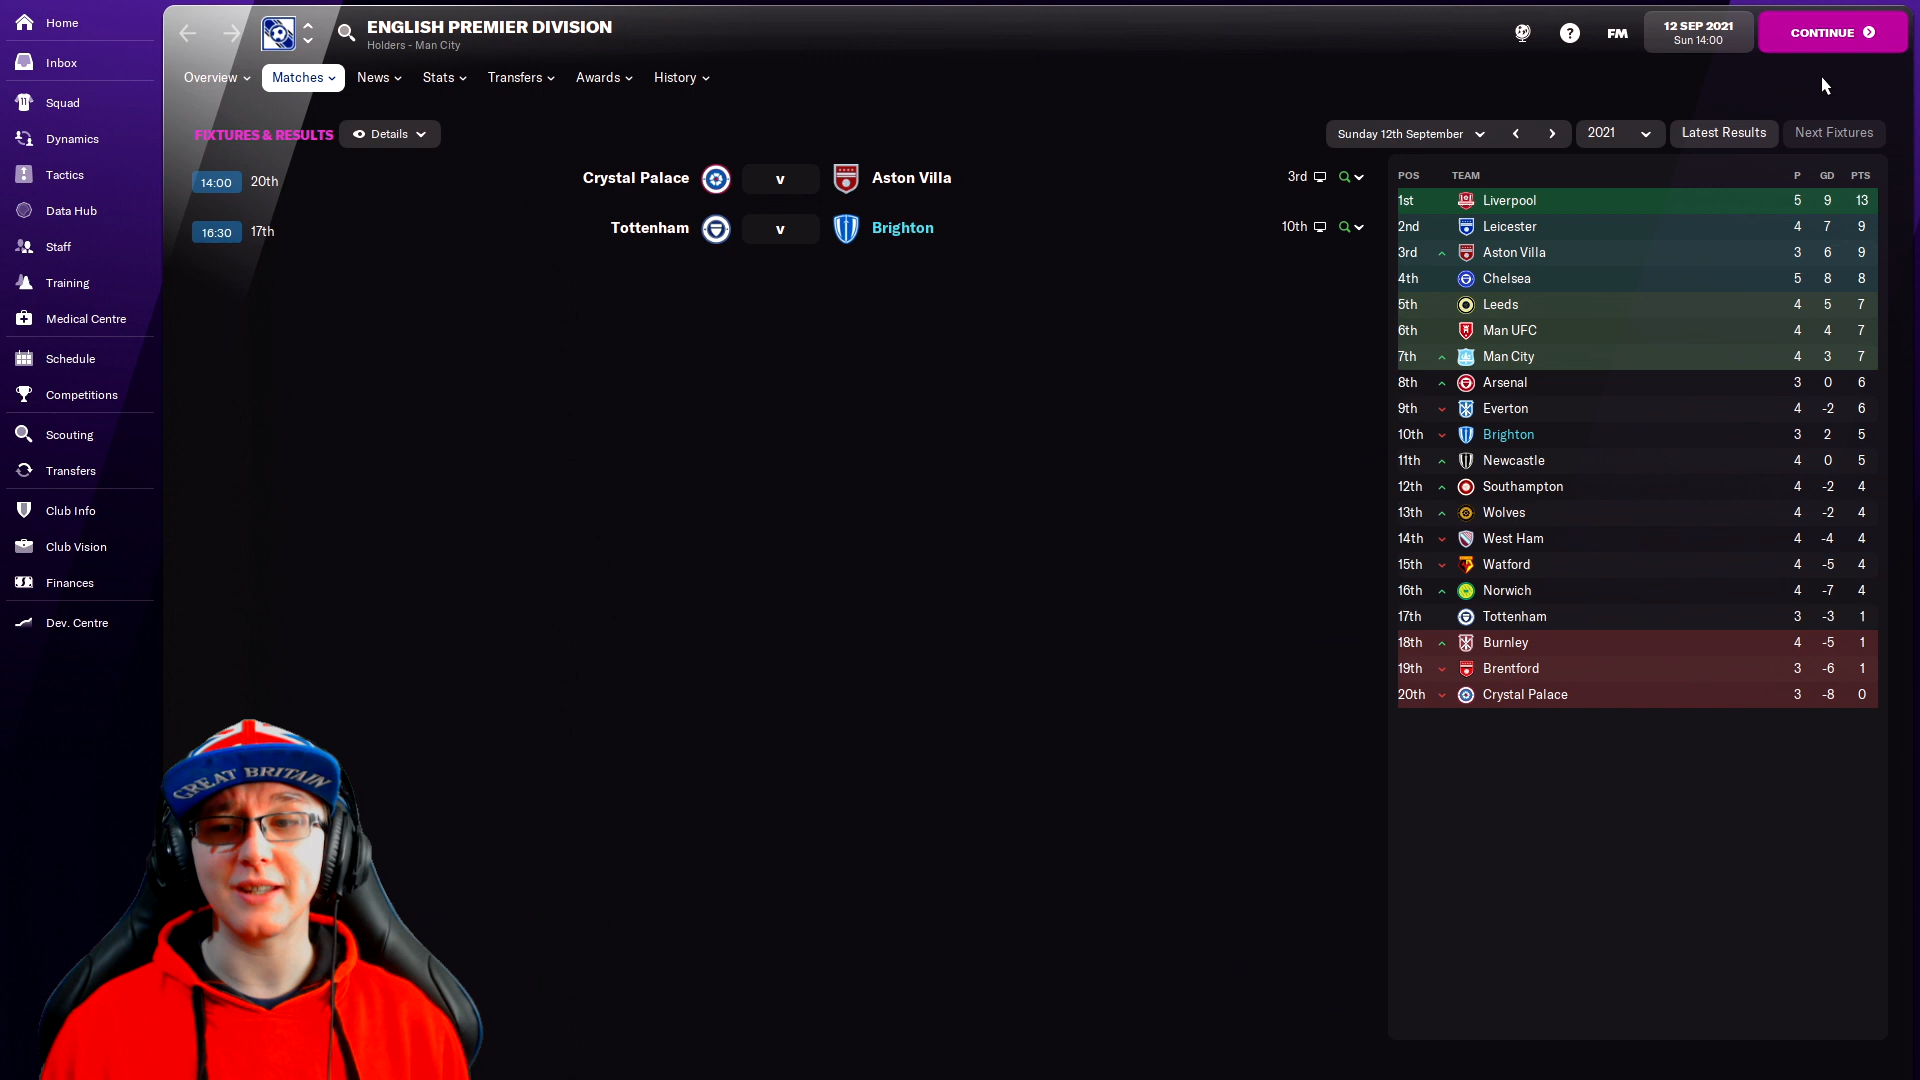 Home
Inbox
Squad
Dynamics
Tactics
Data Hub
Staff
Training
Medical Centre
Schedule
Competitions
Scouting
Transfers
Club Info
Club Vision
Finances
Dev. Centre
ENGLISH PREMIER DIVISION
Holders - Man City
FM
12 SEP 2021
Sun 14:00
CONTINUE
Overview Matches News Stats Transfers Awards History
FIXTURES & RESULTS Details
Sunday 12th September 2021 Latest Results Next Fixtures
14:00 20th Crystal Palace v Aston Villa 3rd
16:30 17th Tottenham v Brighton 10th
POS TEAM P GD PTS
1st Liverpool 5 9 13
2nd Leicester 4 7 9
3rd Aston Villa 3 6 9
4th Chelsea 5 8 8
5th Leeds 4 5 7
6th Man UFC 4 4 7
7th Man City 4 3 7
8th Arsenal 3 0 6
9th Everton 4 -2 6
10th Brighton 3 2 5
11th Newcastle 4 0 5
12th Southampton 4 -2 4
13th Wolves 4 -2 4
14th West Ham 4 -4 4
15th Watford 4 -5 4
16th Norwich 4 -7 4
17th Tottenham 3 -3 1
18th Burnley 4 -5 1
19th Brentford 3 -6 1
20th Crystal Palace 3 -8 0
GREAT BRITAIN